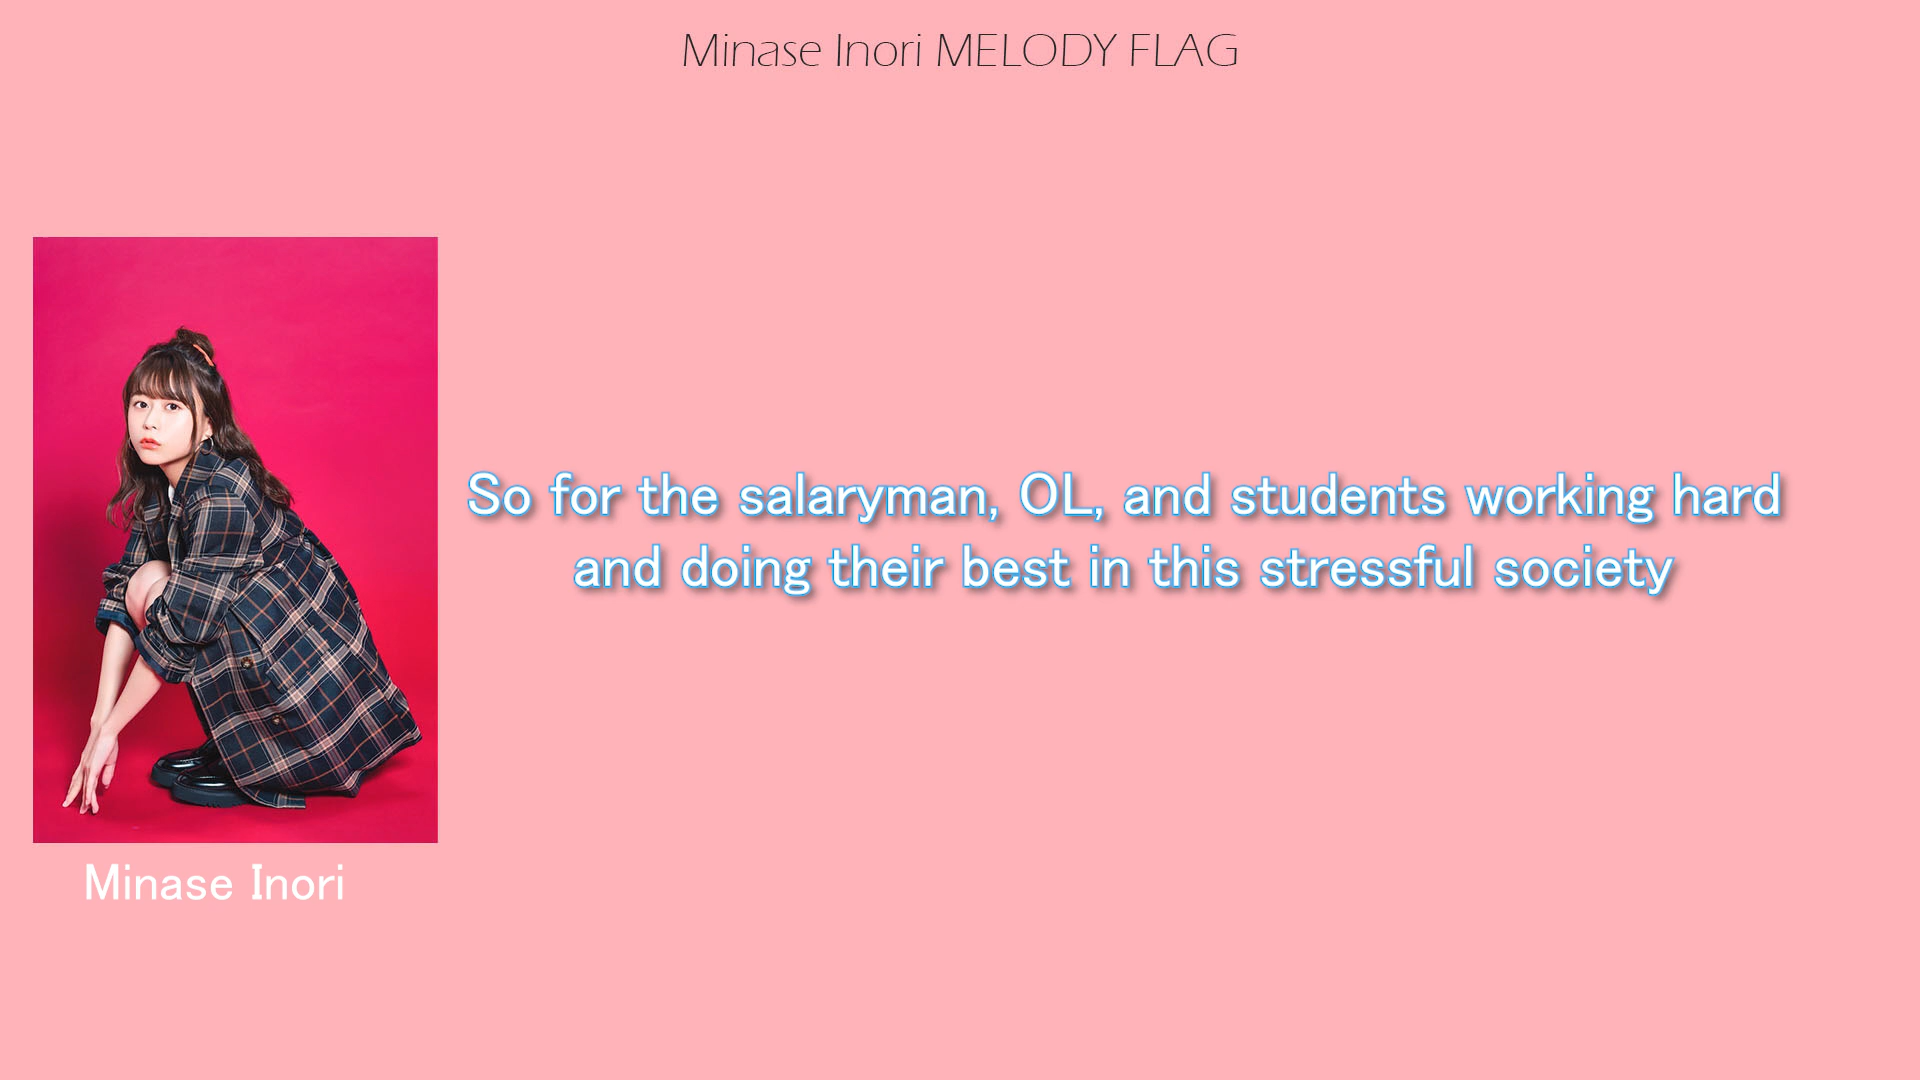 Minase Inori MELODY FLAG
So for the salaryman, OL, and students working hard
and doing their best in this stressful society
Minase Inori